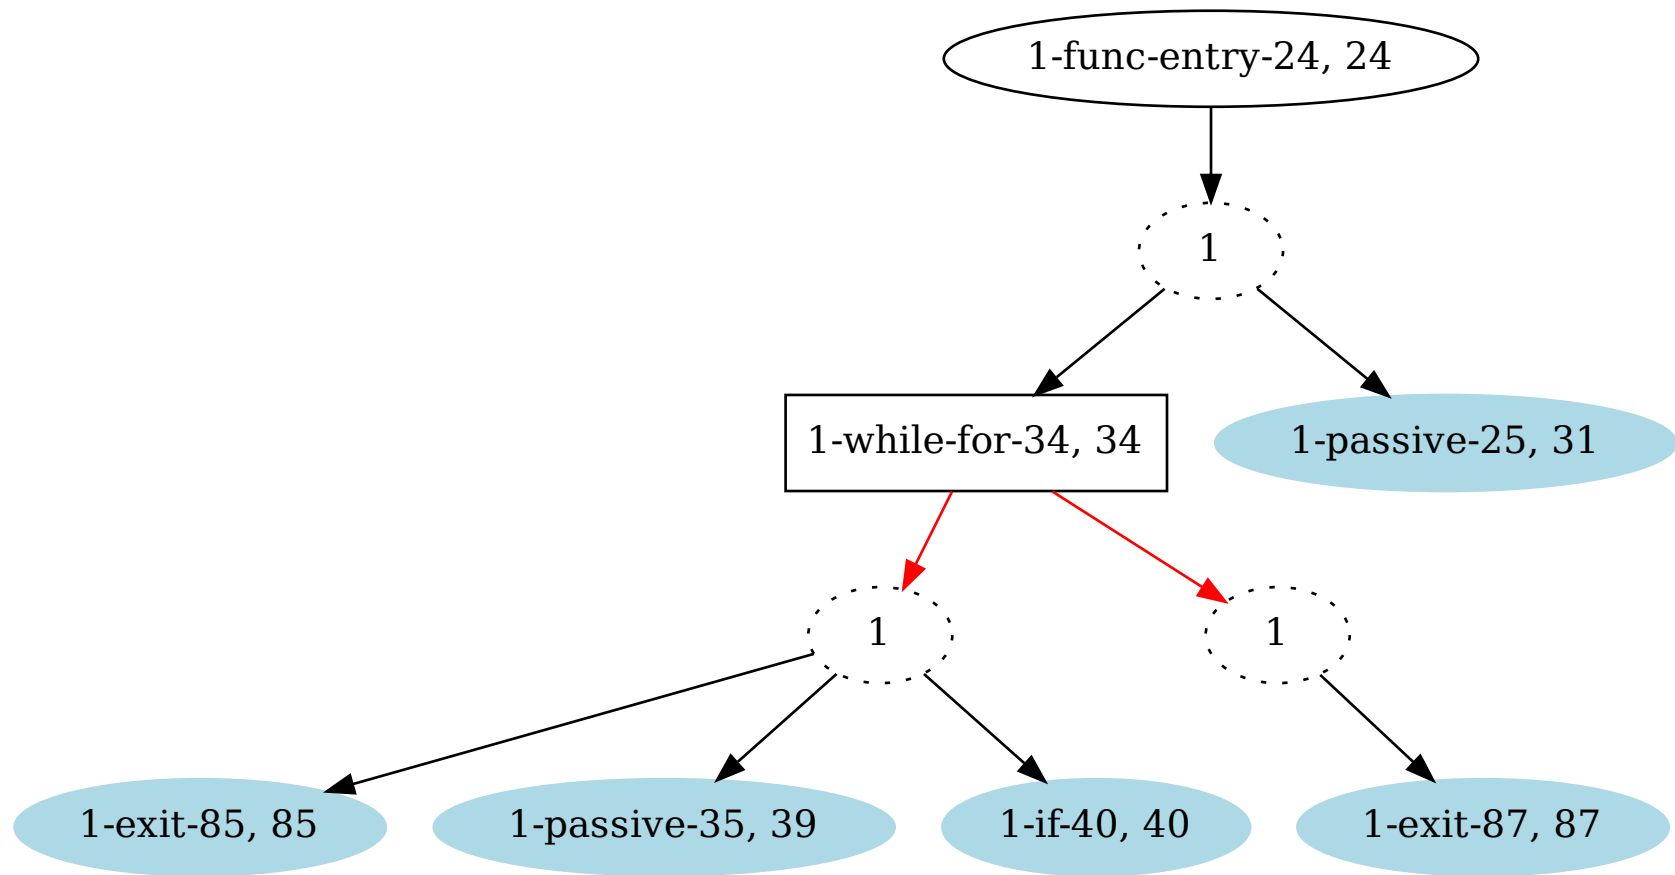 1-func-entry-24, 24
1
1-while-for-34, 34
1-passive-25, 31
1
1
1-exit-85, 85
1-passive-35, 39
1-if-40, 40
1-exit-87, 87